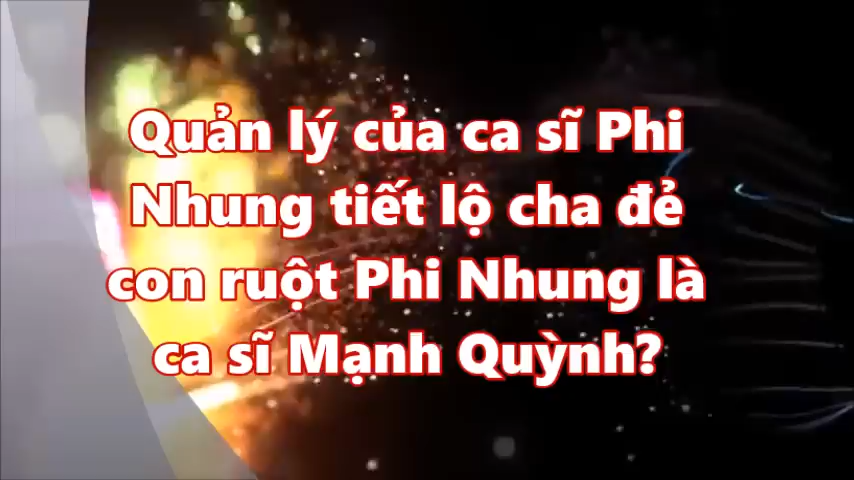 Quản lý của ca sĩ Phi
Nhung tiết lộ cha đẻ
con ruột Phi Nhung là
ca sĩ Mạnh Quỳnh?